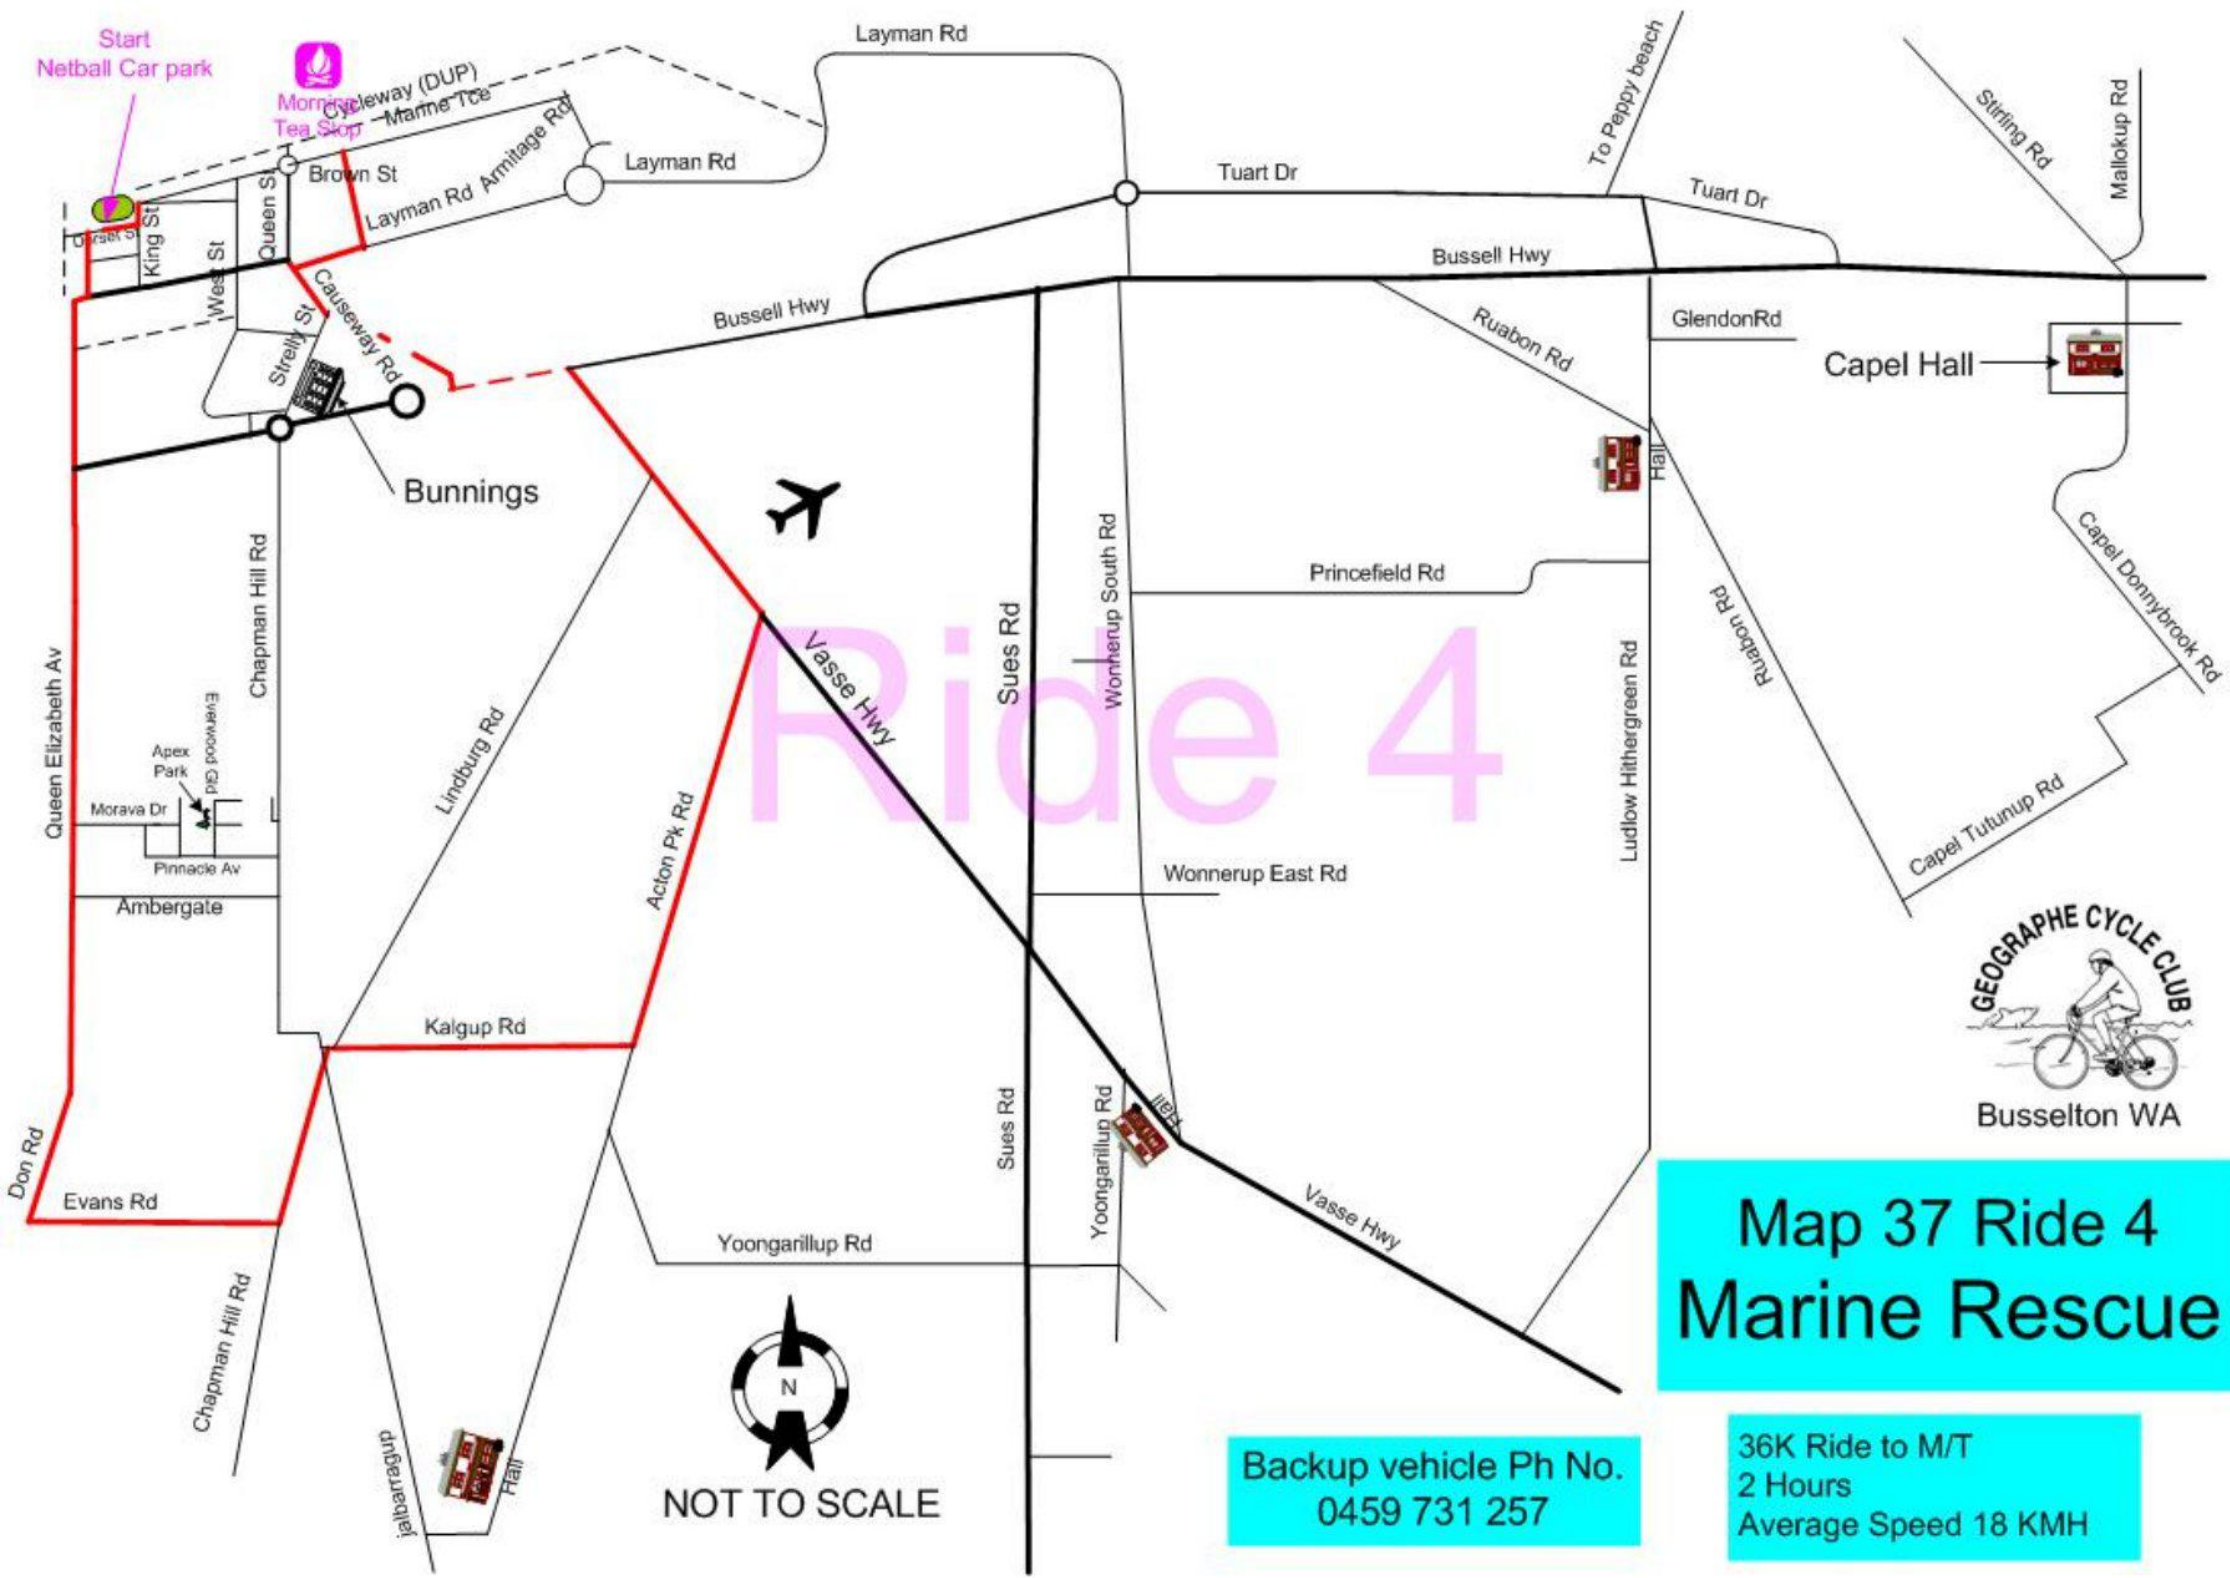 Start
Netball Car park
Morning
Tea Stop
Cycleway (DUP)
Marine Tce
Brown St
Layman Rd
Armitage Rd
Layman Rd
Layman Rd
Tuart Dr
To Peppy beach
Tuart Dr
Stirling Rd
Mallokup Rd
Dorset St
King St
West St
Queen St
Causeway Rd
Strelly St
Bussell Hwy
Bussell Hwy
Ruabon Rd
GlendonRd
Capel Hall
Bunnings
Hall
Capel Donnybrook Rd
Chapman Hill Rd
Queen Elizabeth Av
Everwood Gld
Apex
Park
Morava Dr
Pinnacle Av
Ambergate
Lindburg Rd
Acton Pk Rd
Vasse Hwy
Ride 4
Sues Rd
Wonnerup South Rd
Princefield Rd
Ludlow Hithergreen Rd
Ruabon Rd
Capel Tutunup Rd
Wonnerup East Rd
Kalgup Rd
GEOGRAPHE CYCLE CLUB
Busselton WA
Don Rd
Evans Rd
Chapman Hill Rd
jalbarragup
Hall
Yoongarillup Rd
Sues Rd
Yoongarillup Rd
Hall
Vasse Hwy
N
NOT TO SCALE
Map 37 Ride 4
Marine Rescue
Backup vehicle Ph No.
0459 731 257
36K Ride to M/T
2 Hours
Average Speed 18 KMH